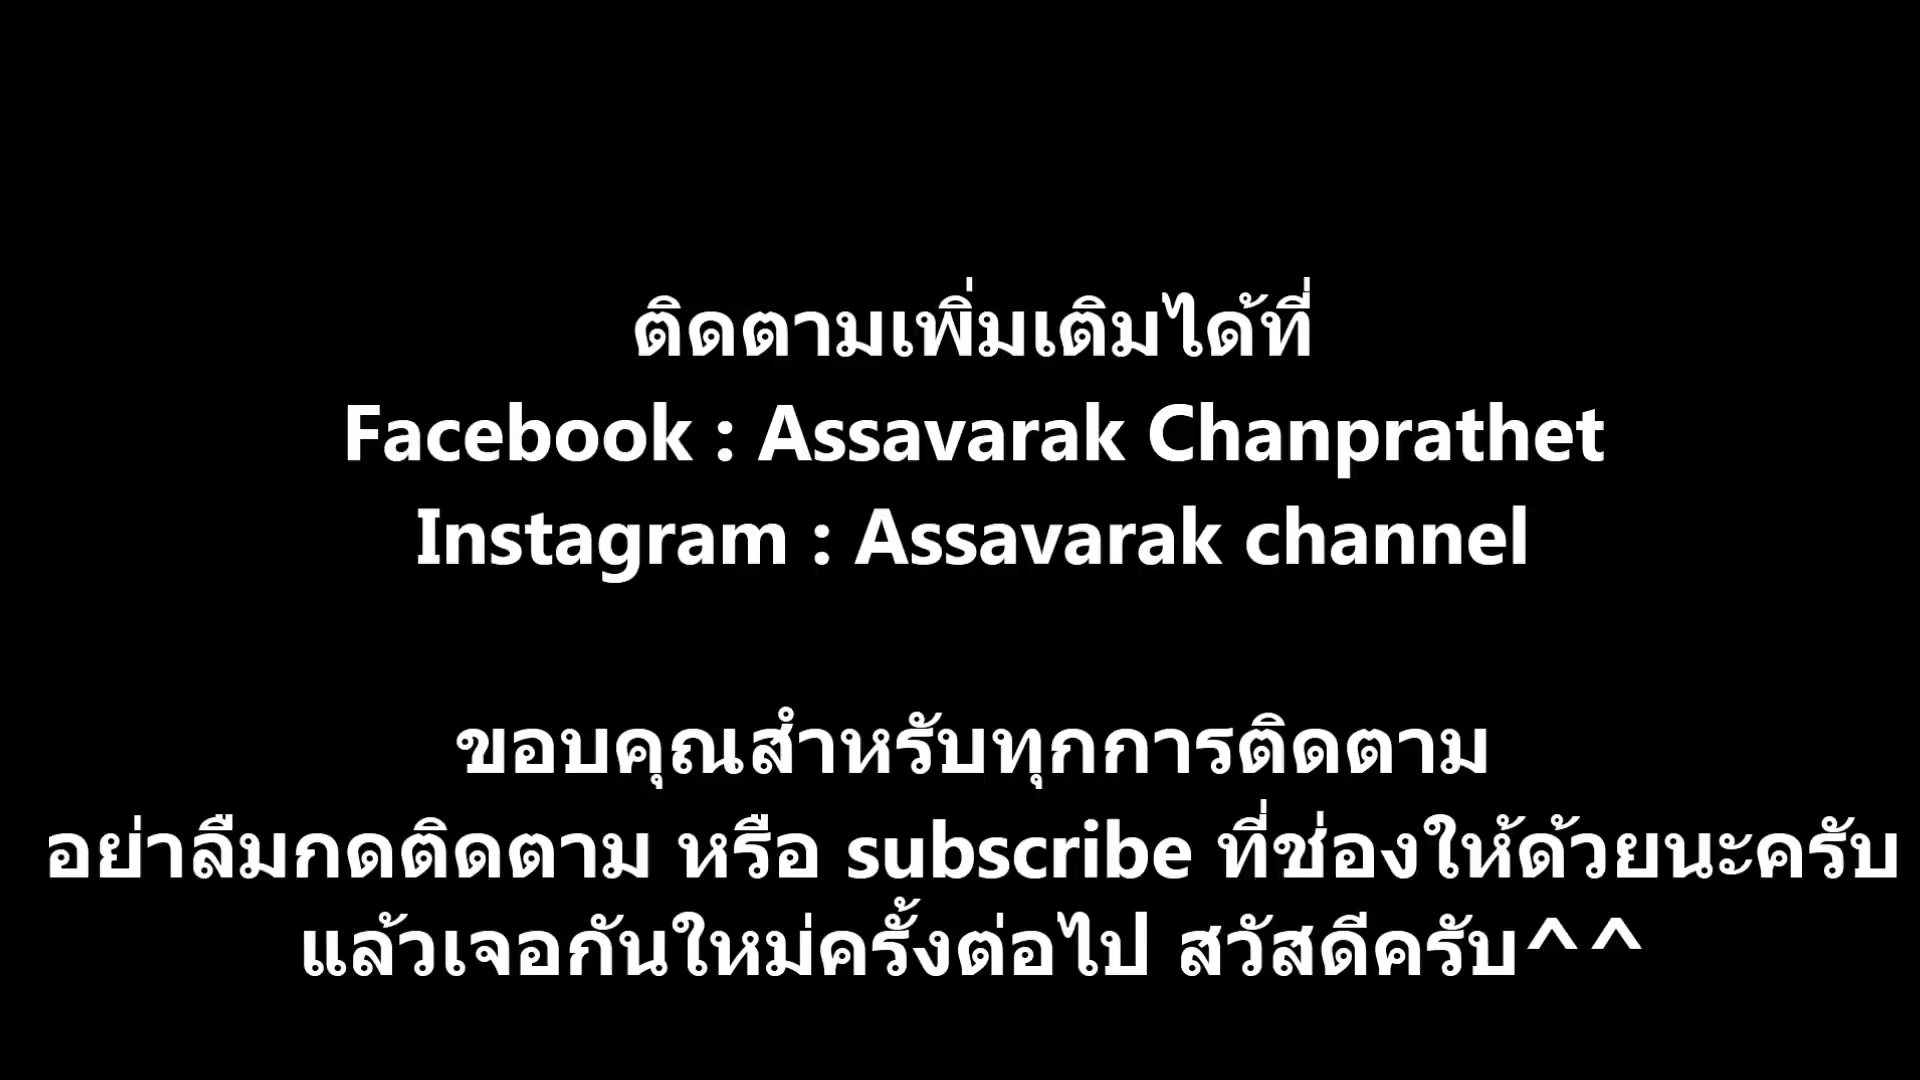 ติดตามเพิ่มเติมได้ที่
Facebook : Assavarak Chanprathet
Instagram : Assavarak channel
ขอบคุณสำหรับทุกการติดตาม
อย่าลืมกดติดตาม หรือ subscribe ที่ช่องให้ด้วยนะครับ
แล้วเจอกันใหม่ครั้งต่อไป สวัสดีครับ^^